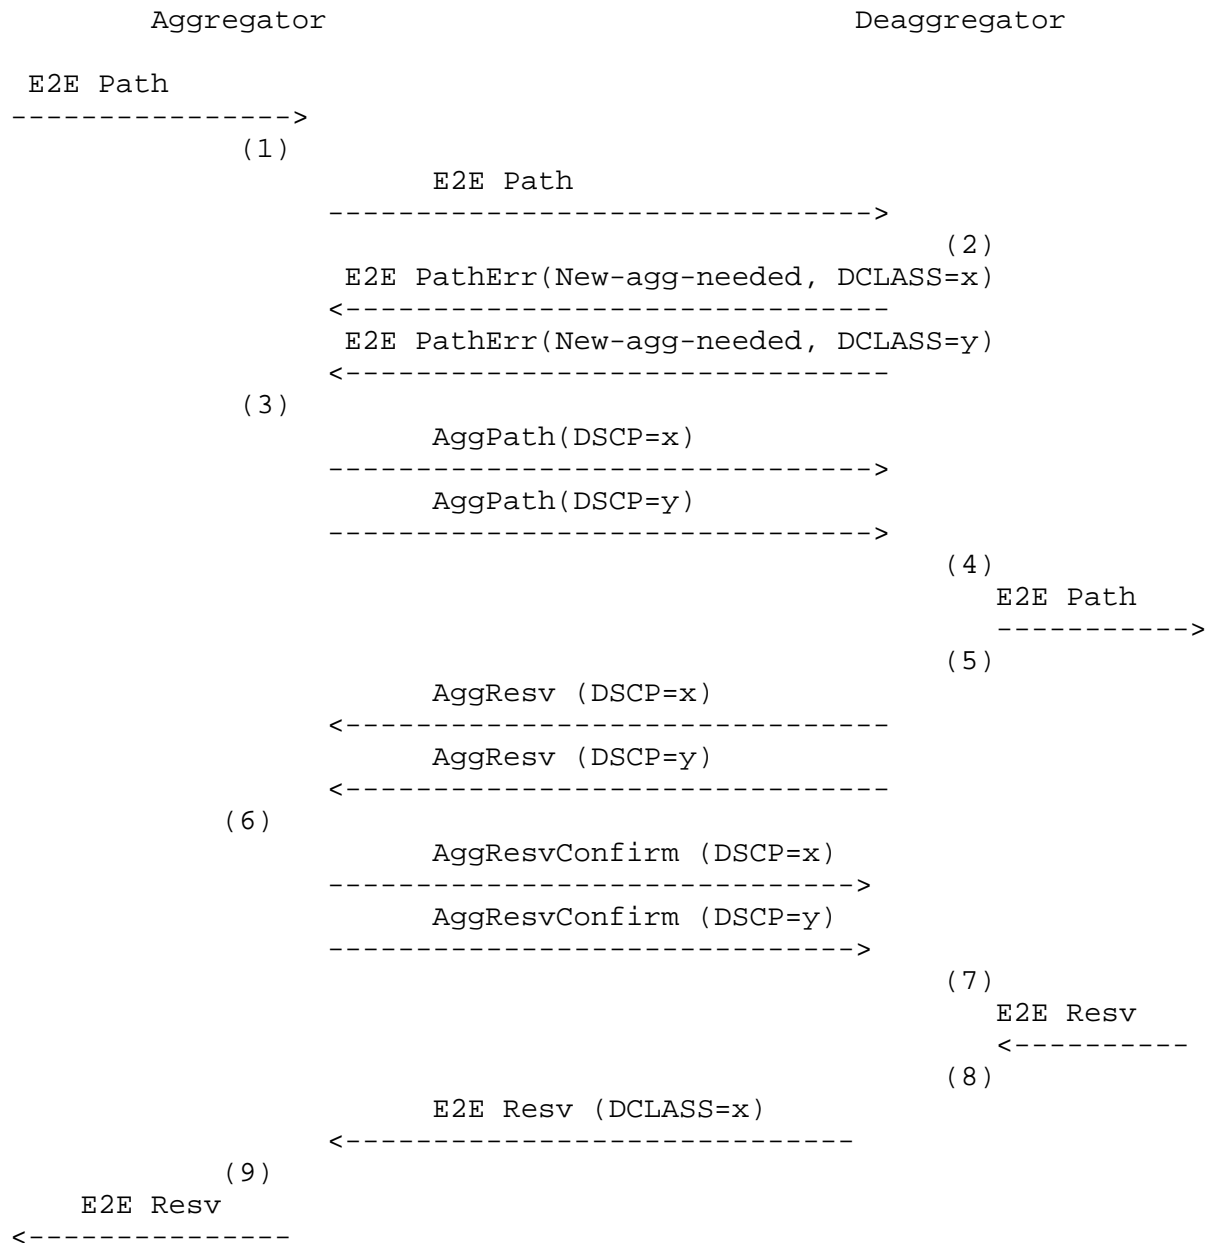 Aggregator                              Deaggregator
E2E Path
---------------->
(1)
E2E Path
------------------------------->
(2)
E2E PathErr(New-agg-needed, DCLASS=x)
<-------------------------------
E2E PathErr(New-agg-needed, DCLASS=y)
<-------------------------------
(3)
AggPath(DSCP=x)
------------------------------->
AggPath(DSCP=y)
------------------------------->
(4)
E2E Path
----------->
(5)
AggResv (DSCP=x)
<-------------------------------
AggResv (DSCP=y)
<-------------------------------
(6)
AggResvConfirm (DSCP=x)
------------------------------>
AggResvConfirm (DSCP=y)
------------------------------>
(7)
E2E Resv
<----------
(8)
E2E Resv (DCLASS=x)
<-----------------------------
(9)
E2E Resv
<---------------